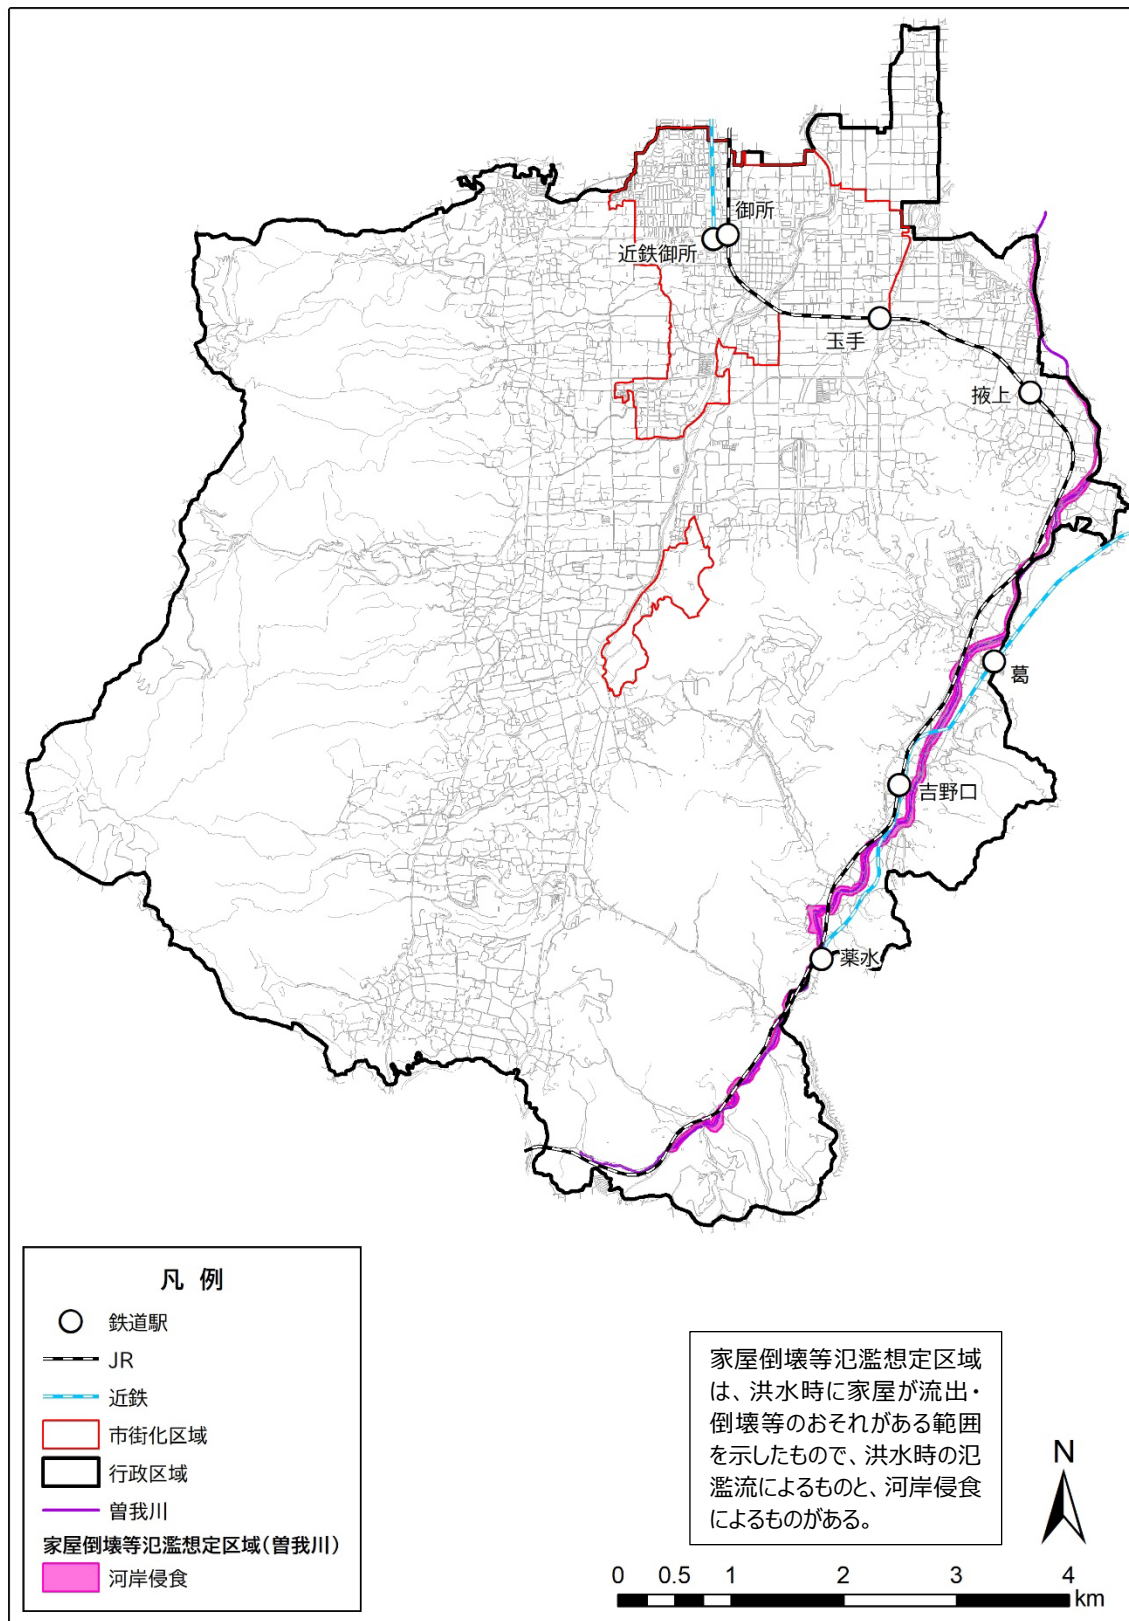 御所
近鉄御所
玉手
掖上
葛
吉野口
薬水
凡 例
鉄道駅
JR
近鉄
市街化区域
行政区域
曽我川
家屋倒壊等氾濫想定区域(曽我川)
河岸侵食
家屋倒壊等氾濫想定区域
は、洪水時に家屋が流出・
倒壊等のおそれがある範囲
を示したもので、洪水時の氾
濫流によるものと、河岸侵食
によるものがある。
N
0 0.5 1 2 3 4
km